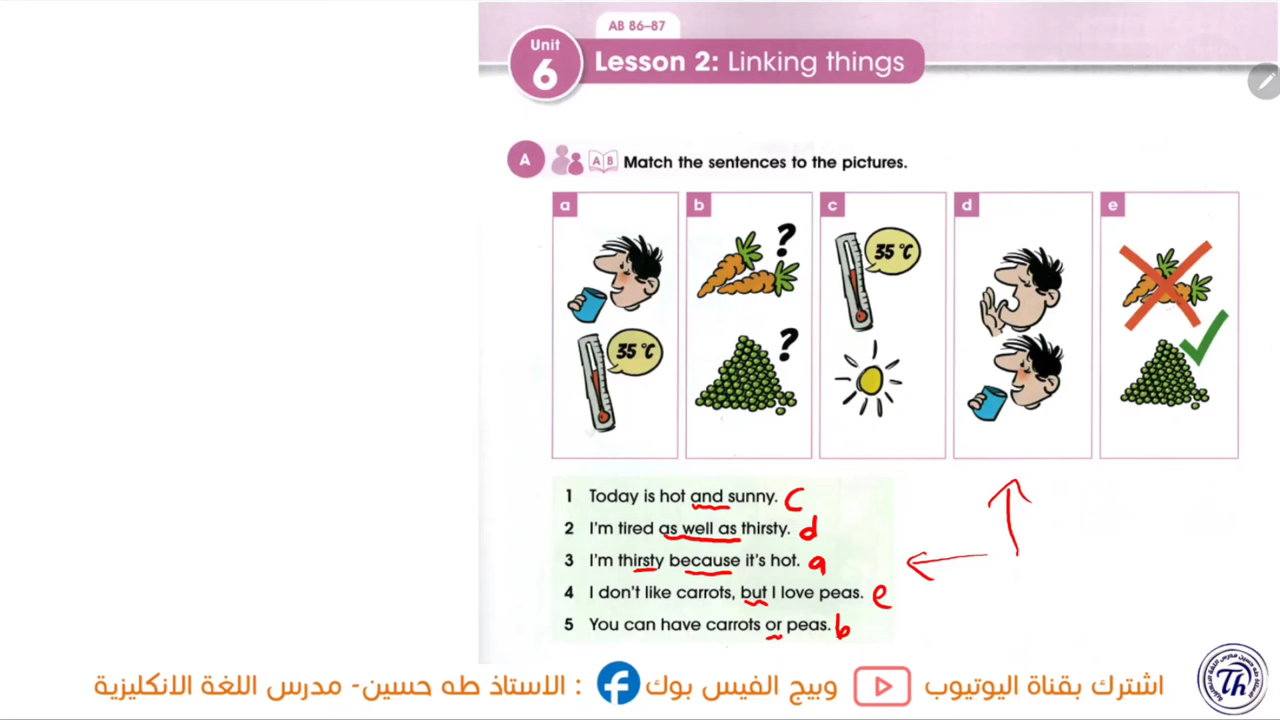 AB 86–87
Unit
6
Lesson 2: Linking things
A
AB
Match the sentences to the pictures.
a
b
c
d
e
?
?
35 °C
35 °C
1 Today is hot and sunny. c
2 I'm tired as well as thirsty. d
3 I'm thirsty because it's hot. a
4 I don't like carrots, but I love peas. e
5 You can have carrots or peas. b
اشترك بقناة اليوتيوب وبيج الفيس بوك : الاستاذ طه حسين- مدرس اللغة الانكليزية
Th